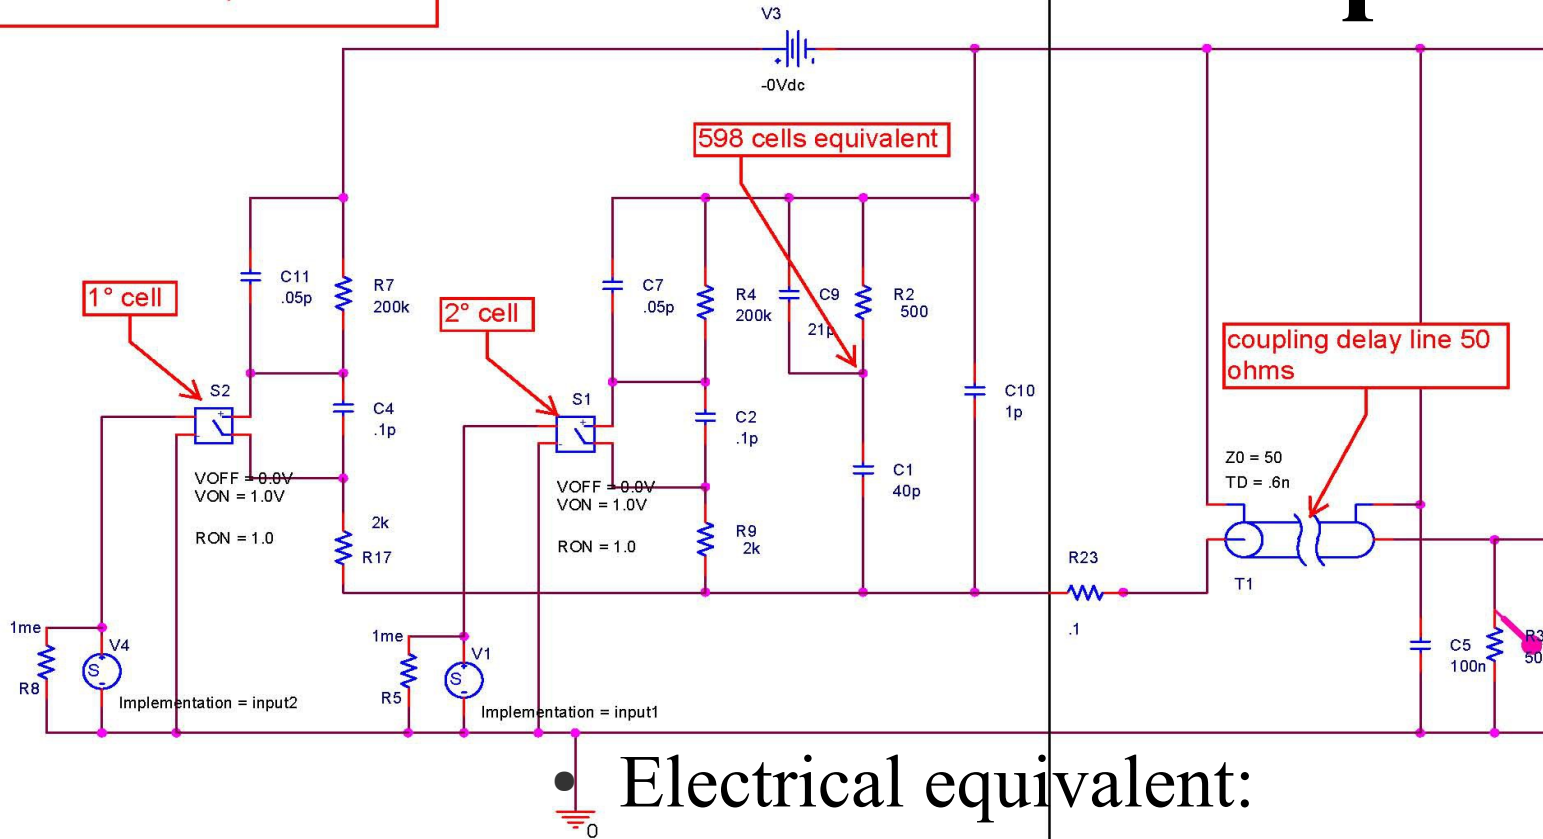 V3
-0Vdc
598 cells equivalent
1° cell
C11
.05p
R7
200k
2° cell
C7
.05p
R4
200k
C9
21p
R2
500
coupling delay line 50
ohms
S2
C4
.1p
S1
C2
.1p
C10
1p
C1
40p
VOFF = 0.0V
VON = 1.0V
RON = 1.0
VOFF = 0.0V
VON = 1.0V
RON = 1.0
Z0 = 50
TD = .6n
2k
R17
R9
2k
R23
.1
T1
1me
V4
R8
S
Implementation = input2
1me
V1
R5
S
Implementation = input1
C5
100n
R3
50
0
• Electrical equivalent: